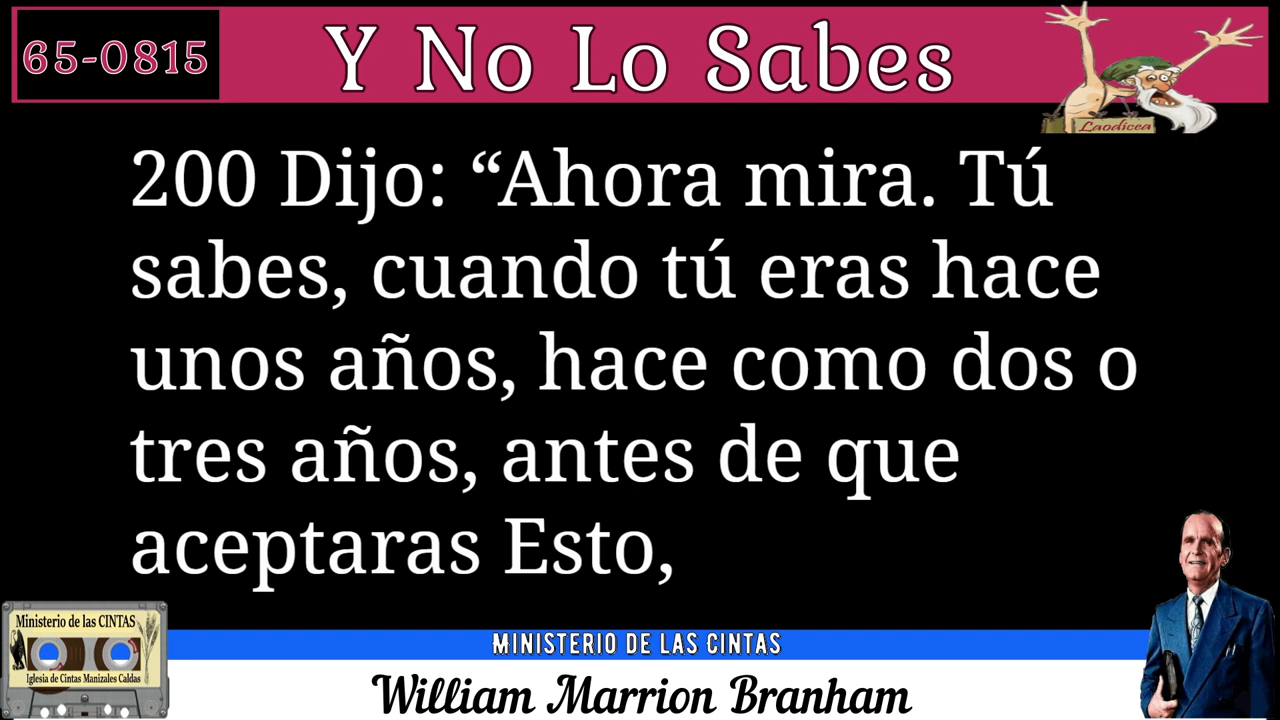 65-0815
Y No Lo Sabes
Laodicea
200 Dijo: “Ahora mira. Tú
sabes, cuando tú eras hace
unos años, hace como dos o
tres años, antes de que
aceptaras Esto,
Ministerio de las CINTAS
Iglesia de Cintas Manizales Caldas
MINISTERIO DE LAS CINTAS
William Marrion Branham